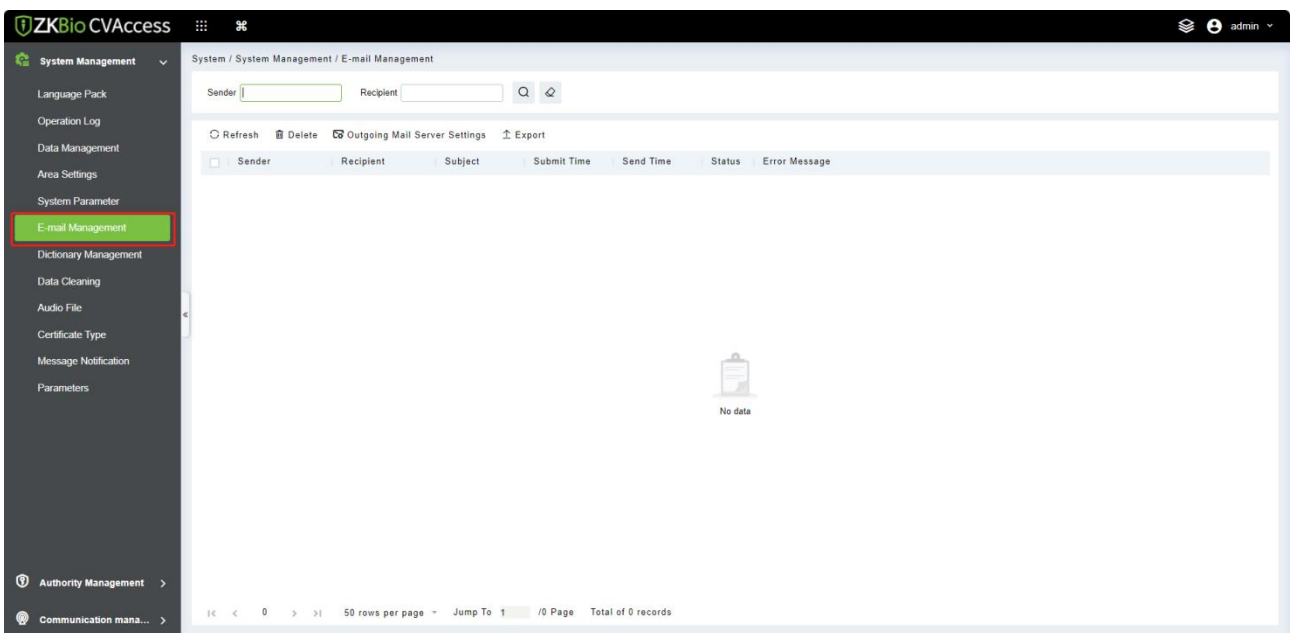 ZKBio CVAccess
admin
System Management
Language Pack
Operation Log
Data Management
Area Settings
System Parameter
E-mail Management
Dictionary Management
Data Cleaning
Audio File
Certificate Type
Message Notification
Parameters
Authority Management
Communication mana...
System / System Management / E-mail Management
Sender Recipient
Refresh Delete Outgoing Mail Server Settings Export
Sender Recipient Subject Submit Time Send Time Status Error Message
No data
0 50 rows per page Jump To 1 /0 Page Total of 0 records